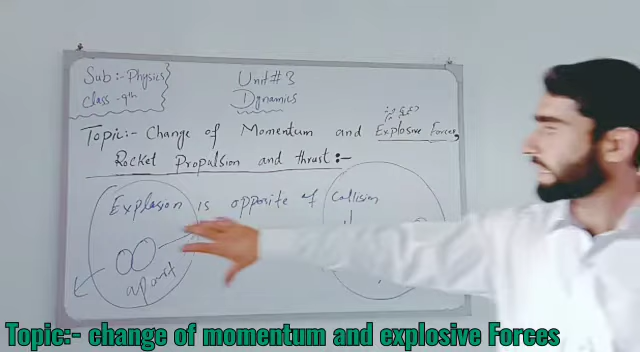 Sub:- Physics
Class - 9th
Unit # 3
Dynamics
Topic:- Change of Momentum and Explosive Forces,
Rocket Propulsion and thrust:-
Explosion is opposite of Collision
apart
Topic:- change of momentum and explosive Forces